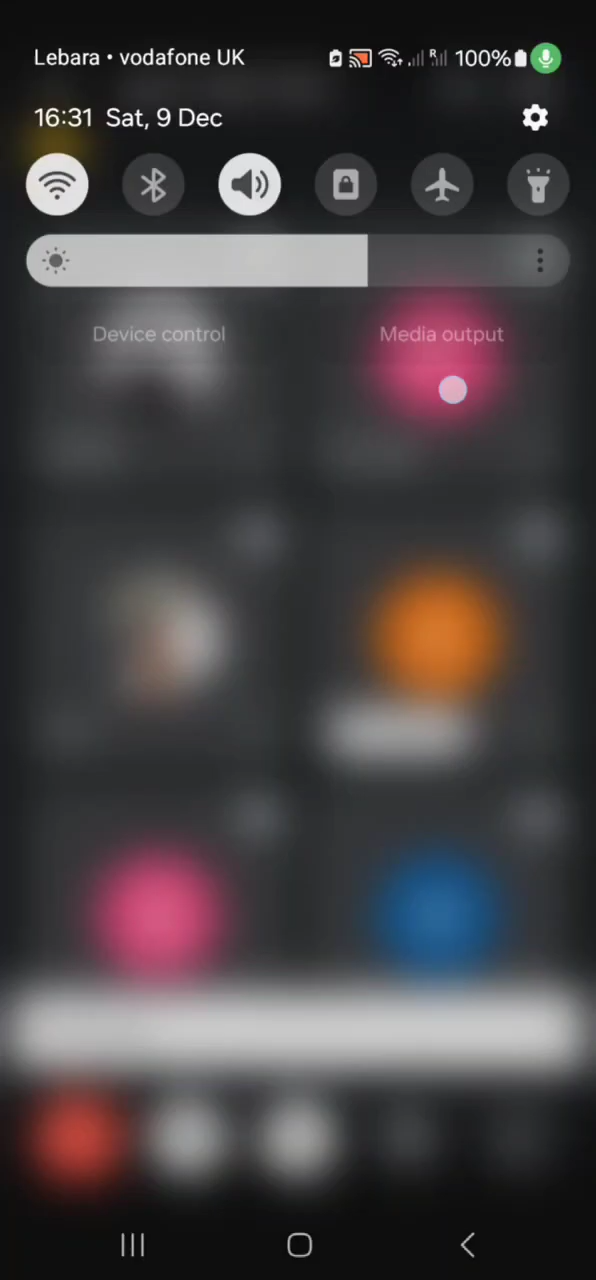 Lebara • vodafone UK R 100%
16:31 Sat, 9 Dec
Device control Media output